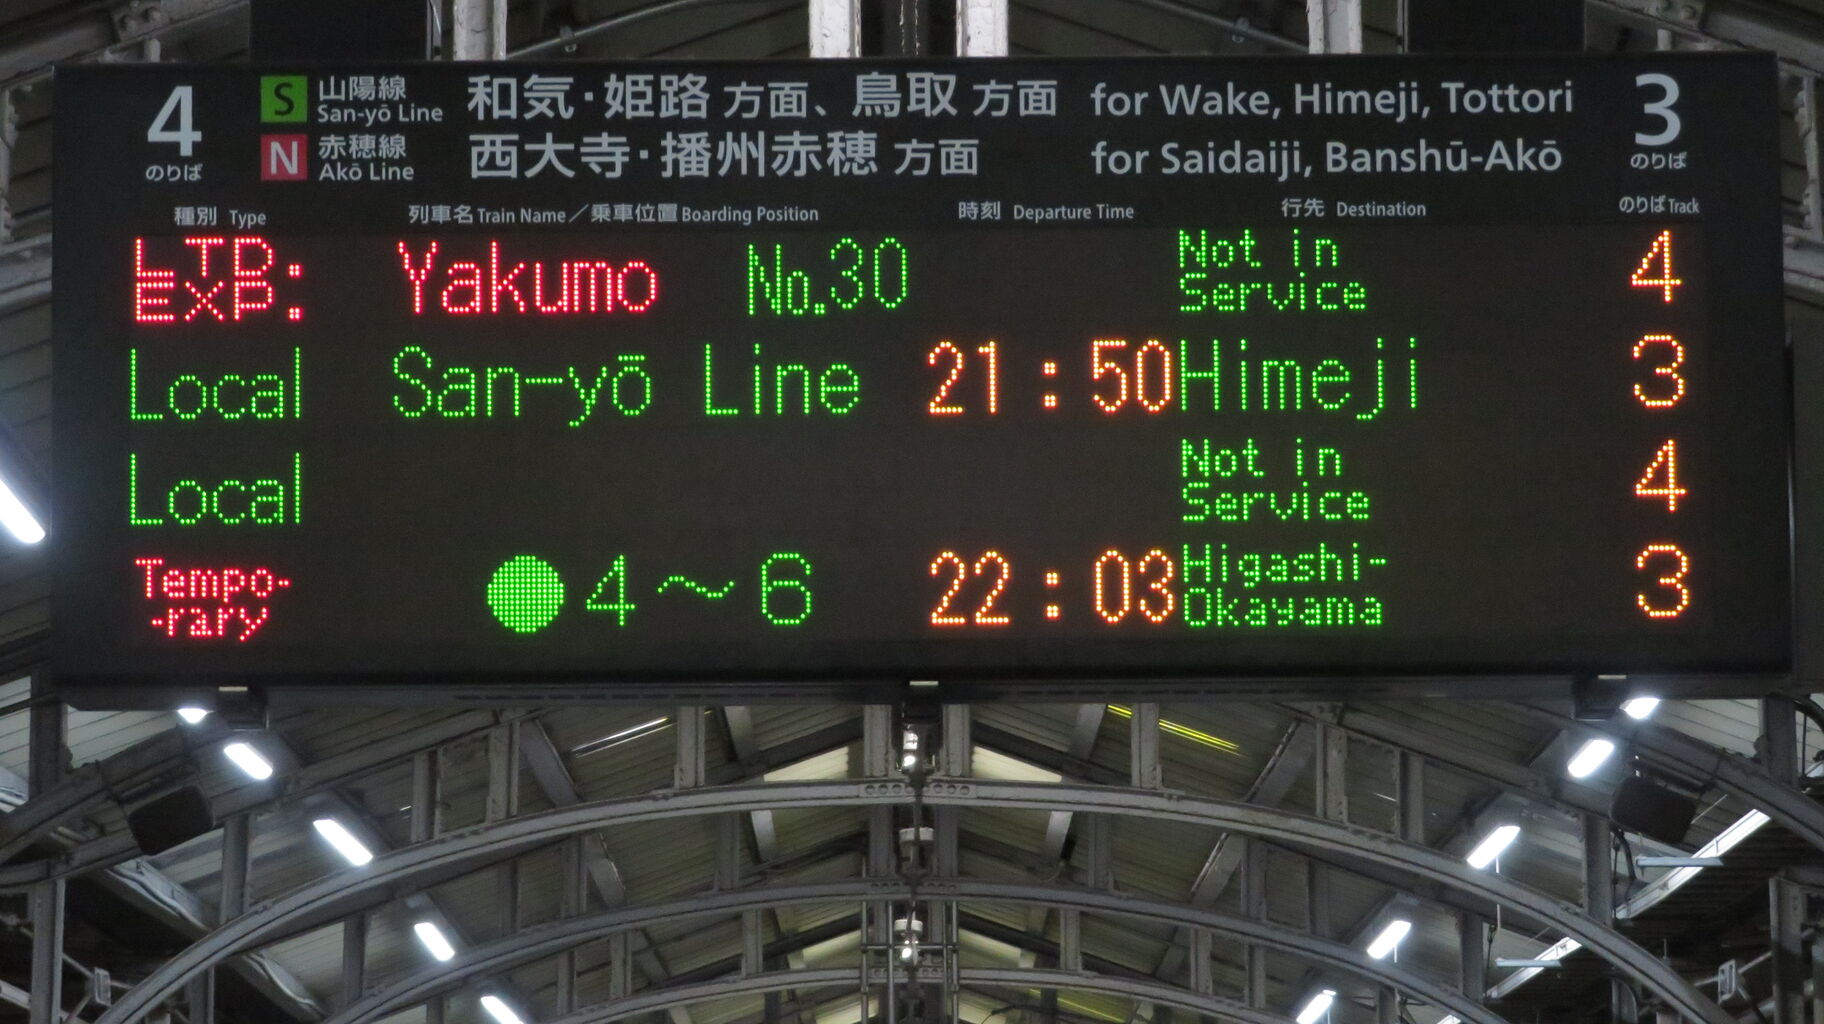 4 S 山陽線 San-yō Line 和気・姫路方面、鳥取方面 for Wake, Himeji, Tottori 3
のりば N 赤穂線 Akō Line 西大寺・播州赤穂方面 for Saidaiji, Banshū-Akō のりば
種別 Type 列車名 Train Name/乗車位置 Boarding Position 時刻 Departure Time 行先 Destination のりば Track
LTD EXP: Yakumo No.30 Not in Service 4
Local San-yō Line 21:50 Himeji 3
Local Not in Service 4
Tempo--rary ●4～6 22:03 Higashi-Okayama 3